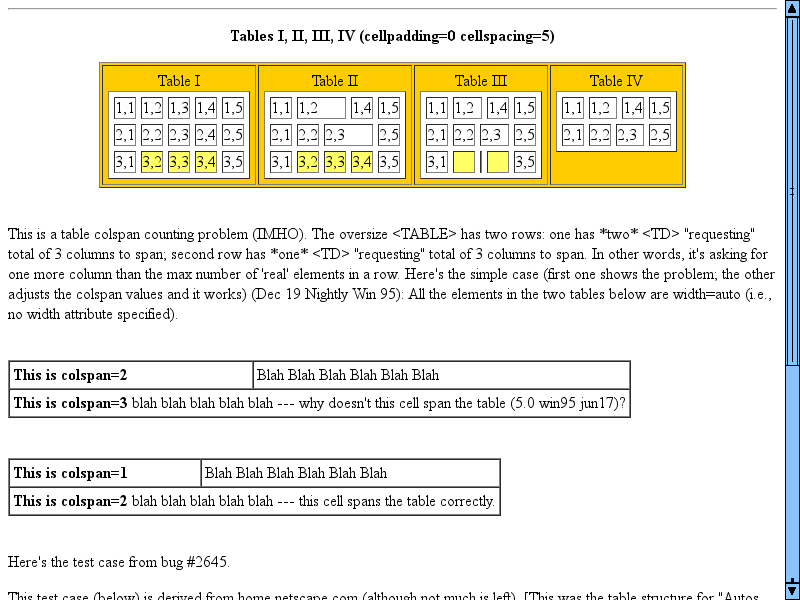 Tables I, II, III, IV (cellpadding=0 cellspacing=5)
Table I Table II Table III Table IV
1,1 1,2 1,3 1,4 1,5 1,1 1,2 1,4 1,5 1,1 1,2 1,4 1,5 1,1 1,2 1,4 1,5
2,1 2,2 2,3 2,4 2,5 2,1 2,2 2,3 2,5 2,1 2,2 2,3 2,5 2,1 2,2 2,3 2,5
3,1 3,2 3,3 3,4 3,5 3,1 3,2 3,3 3,4 3,5 3,1 3,5
This is a table colspan counting problem (IMHO). The oversize <TABLE> has two rows: one has *two* <TD> "requesting"
total of 3 columns to span; second row has *one* <TD> "requesting" total of 3 columns to span. In other words, it's asking for
one more column than the max number of 'real' elements in a row. Here's the simple case (first one shows the problem; the other
adjusts the colspan values and it works) (Dec 19 Nightly Win 95): All the elements in the two tables below are width=auto (i.e.,
no width attribute specified).
This is colspan=2 Blah Blah Blah Blah Blah Blah
This is colspan=3 blah blah blah blah blah --- why doesn't this cell span the table (5.0 win95 jun17)?
This is colspan=1 Blah Blah Blah Blah Blah Blah
This is colspan=2 blah blah blah blah blah --- this cell spans the table correctly.
Here's the test case from bug #2645.
This test case (below) is derived from home.netscape.com (although not much is left). [This was the table structure for "Autos